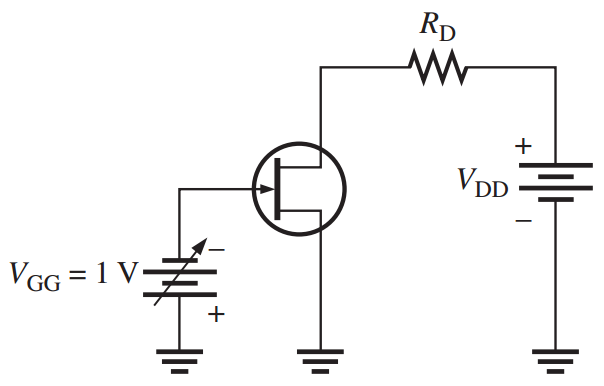 R_D
+
V_DD
−
−
V_GG = 1 V
+